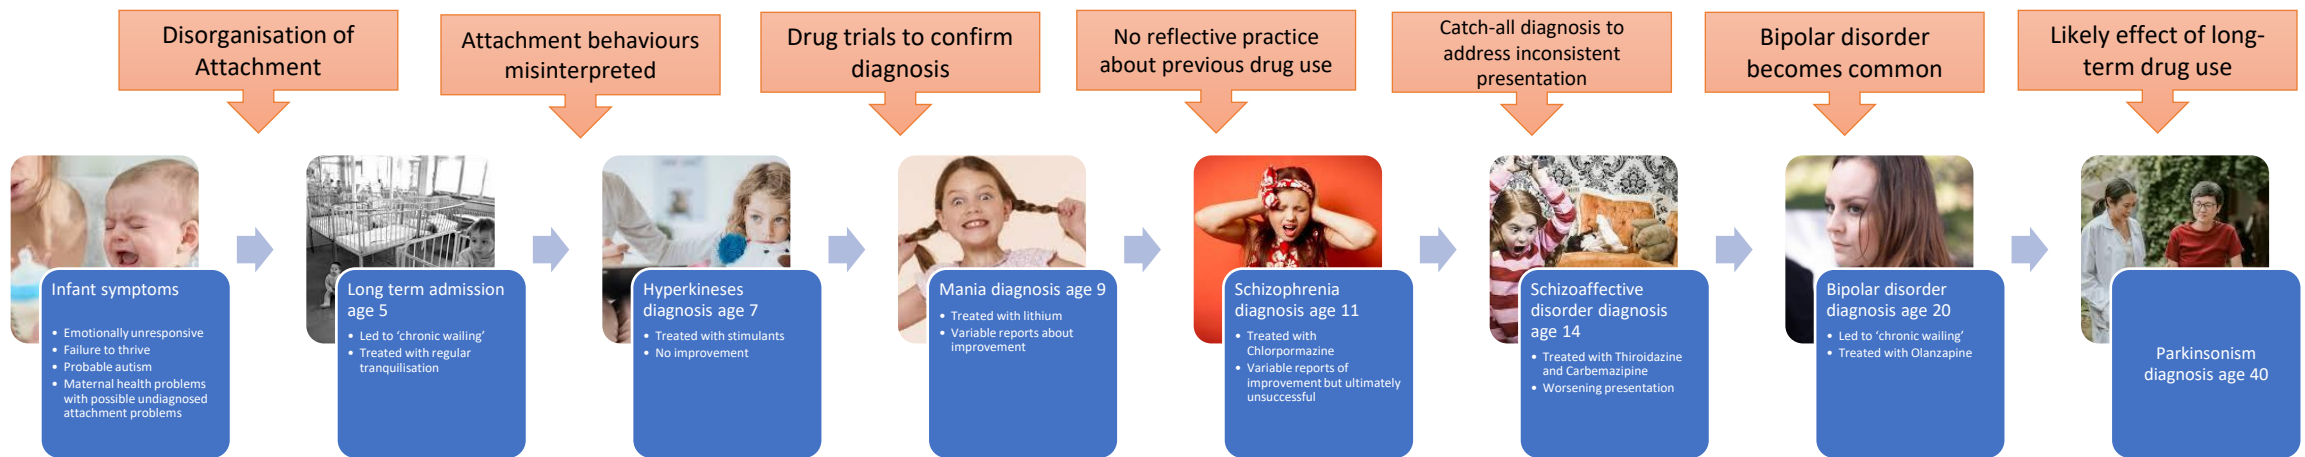 Disorganisation of
Attachment
Attachment behaviours
misinterpreted
Drug trials to confirm
diagnosis
No reflective practice
about previous drug use
Catch-all diagnosis to
address inconsistent
presentation
Bipolar disorder
becomes common
Likely effect of long-
term drug use
Infant symptoms
• Emotionally unresponsive
• Failure to thrive
• Probable autism
• Maternal health problems
with possible undiagnosed
attachment problems
Long term admission
age 5
• Led to ‘chronic wailing’
• Treated with regular
tranquilisation
Hyperkineses
diagnosis age 7
• Treated with stimulants
• No improvement
Mania diagnosis age 9
• Treated with lithium
• Variable reports about
improvement
Schizophrenia
diagnosis age 11
• Treated with
Chlorpormazine
• Variable reports of
improvement but ultimately
unsuccessful
Schizoaffective
disorder diagnosis
age 14
• Treated with Thiroidazine
and Carbemazipine
• Worsening presentation
Bipolar disorder
diagnosis age 20
• Led to ‘chronic wailing’
• Treated with Olanzapine
Parkinsonism
diagnosis age 40